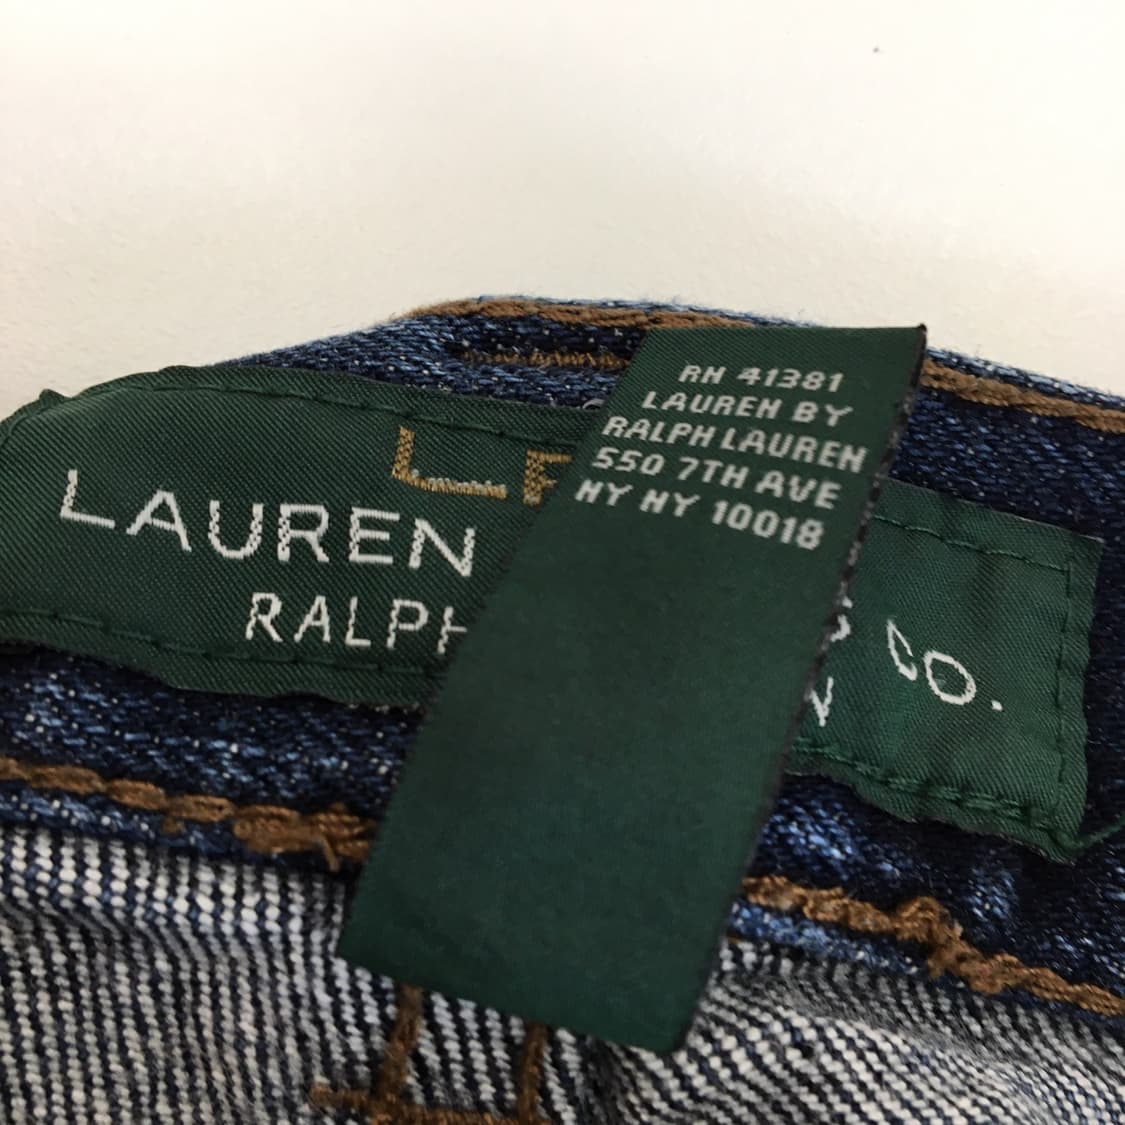 RN 41381
LAUREN BY
RALPH LAUREN
550 7TH AVE
NY NY 10018
L
LAUREN CO.
RALPH